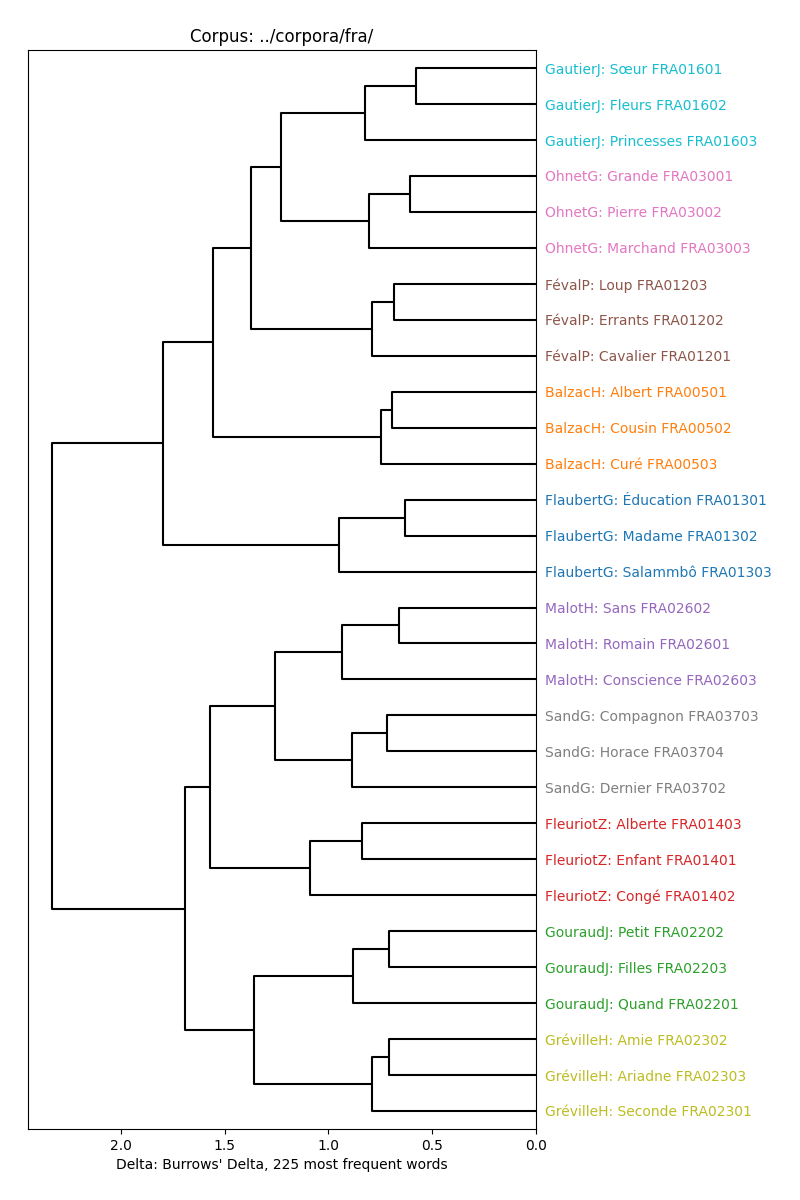 Corpus: ../corpora/fra/
GautierJ: Sœur FRA01601
GautierJ: Fleurs FRA01602
GautierJ: Princesses FRA01603
OhnetG: Grande FRA03001
OhnetG: Pierre FRA03002
OhnetG: Marchand FRA03003
FévalP: Loup FRA01203
FévalP: Errants FRA01202
FévalP: Cavalier FRA01201
BalzacH: Albert FRA00501
BalzacH: Cousin FRA00502
BalzacH: Curé FRA00503
FlaubertG: Éducation FRA01301
FlaubertG: Madame FRA01302
FlaubertG: Salammbô FRA01303
MalotH: Sans FRA02602
MalotH: Romain FRA02601
MalotH: Conscience FRA02603
SandG: Compagnon FRA03703
SandG: Horace FRA03704
SandG: Dernier FRA03702
FleuriotZ: Alberte FRA01403
FleuriotZ: Enfant FRA01401
FleuriotZ: Congé FRA01402
GouraudJ: Petit FRA02202
GouraudJ: Filles FRA02203
GouraudJ: Quand FRA02201
GrévilleH: Amie FRA02302
GrévilleH: Ariadne FRA02303
GrévilleH: Seconde FRA02301
2.0 1.5 1.0 0.5 0.0
Delta: Burrows' Delta, 225 most frequent words